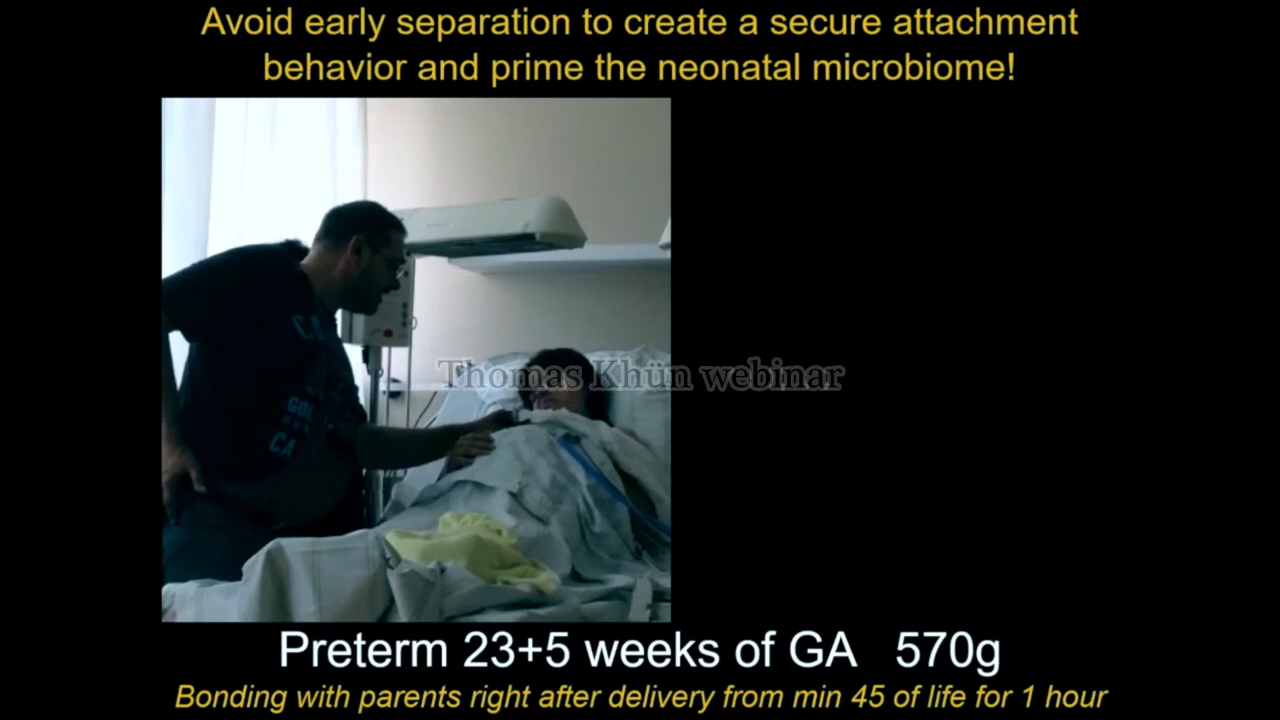 Avoid early separation to create a secure attachment
behavior and prime the neonatal microbiome!
Thomas Khün webinar
Preterm 23+5 weeks of GA 570g
Bonding with parents right after delivery from min 45 of life for 1 hour